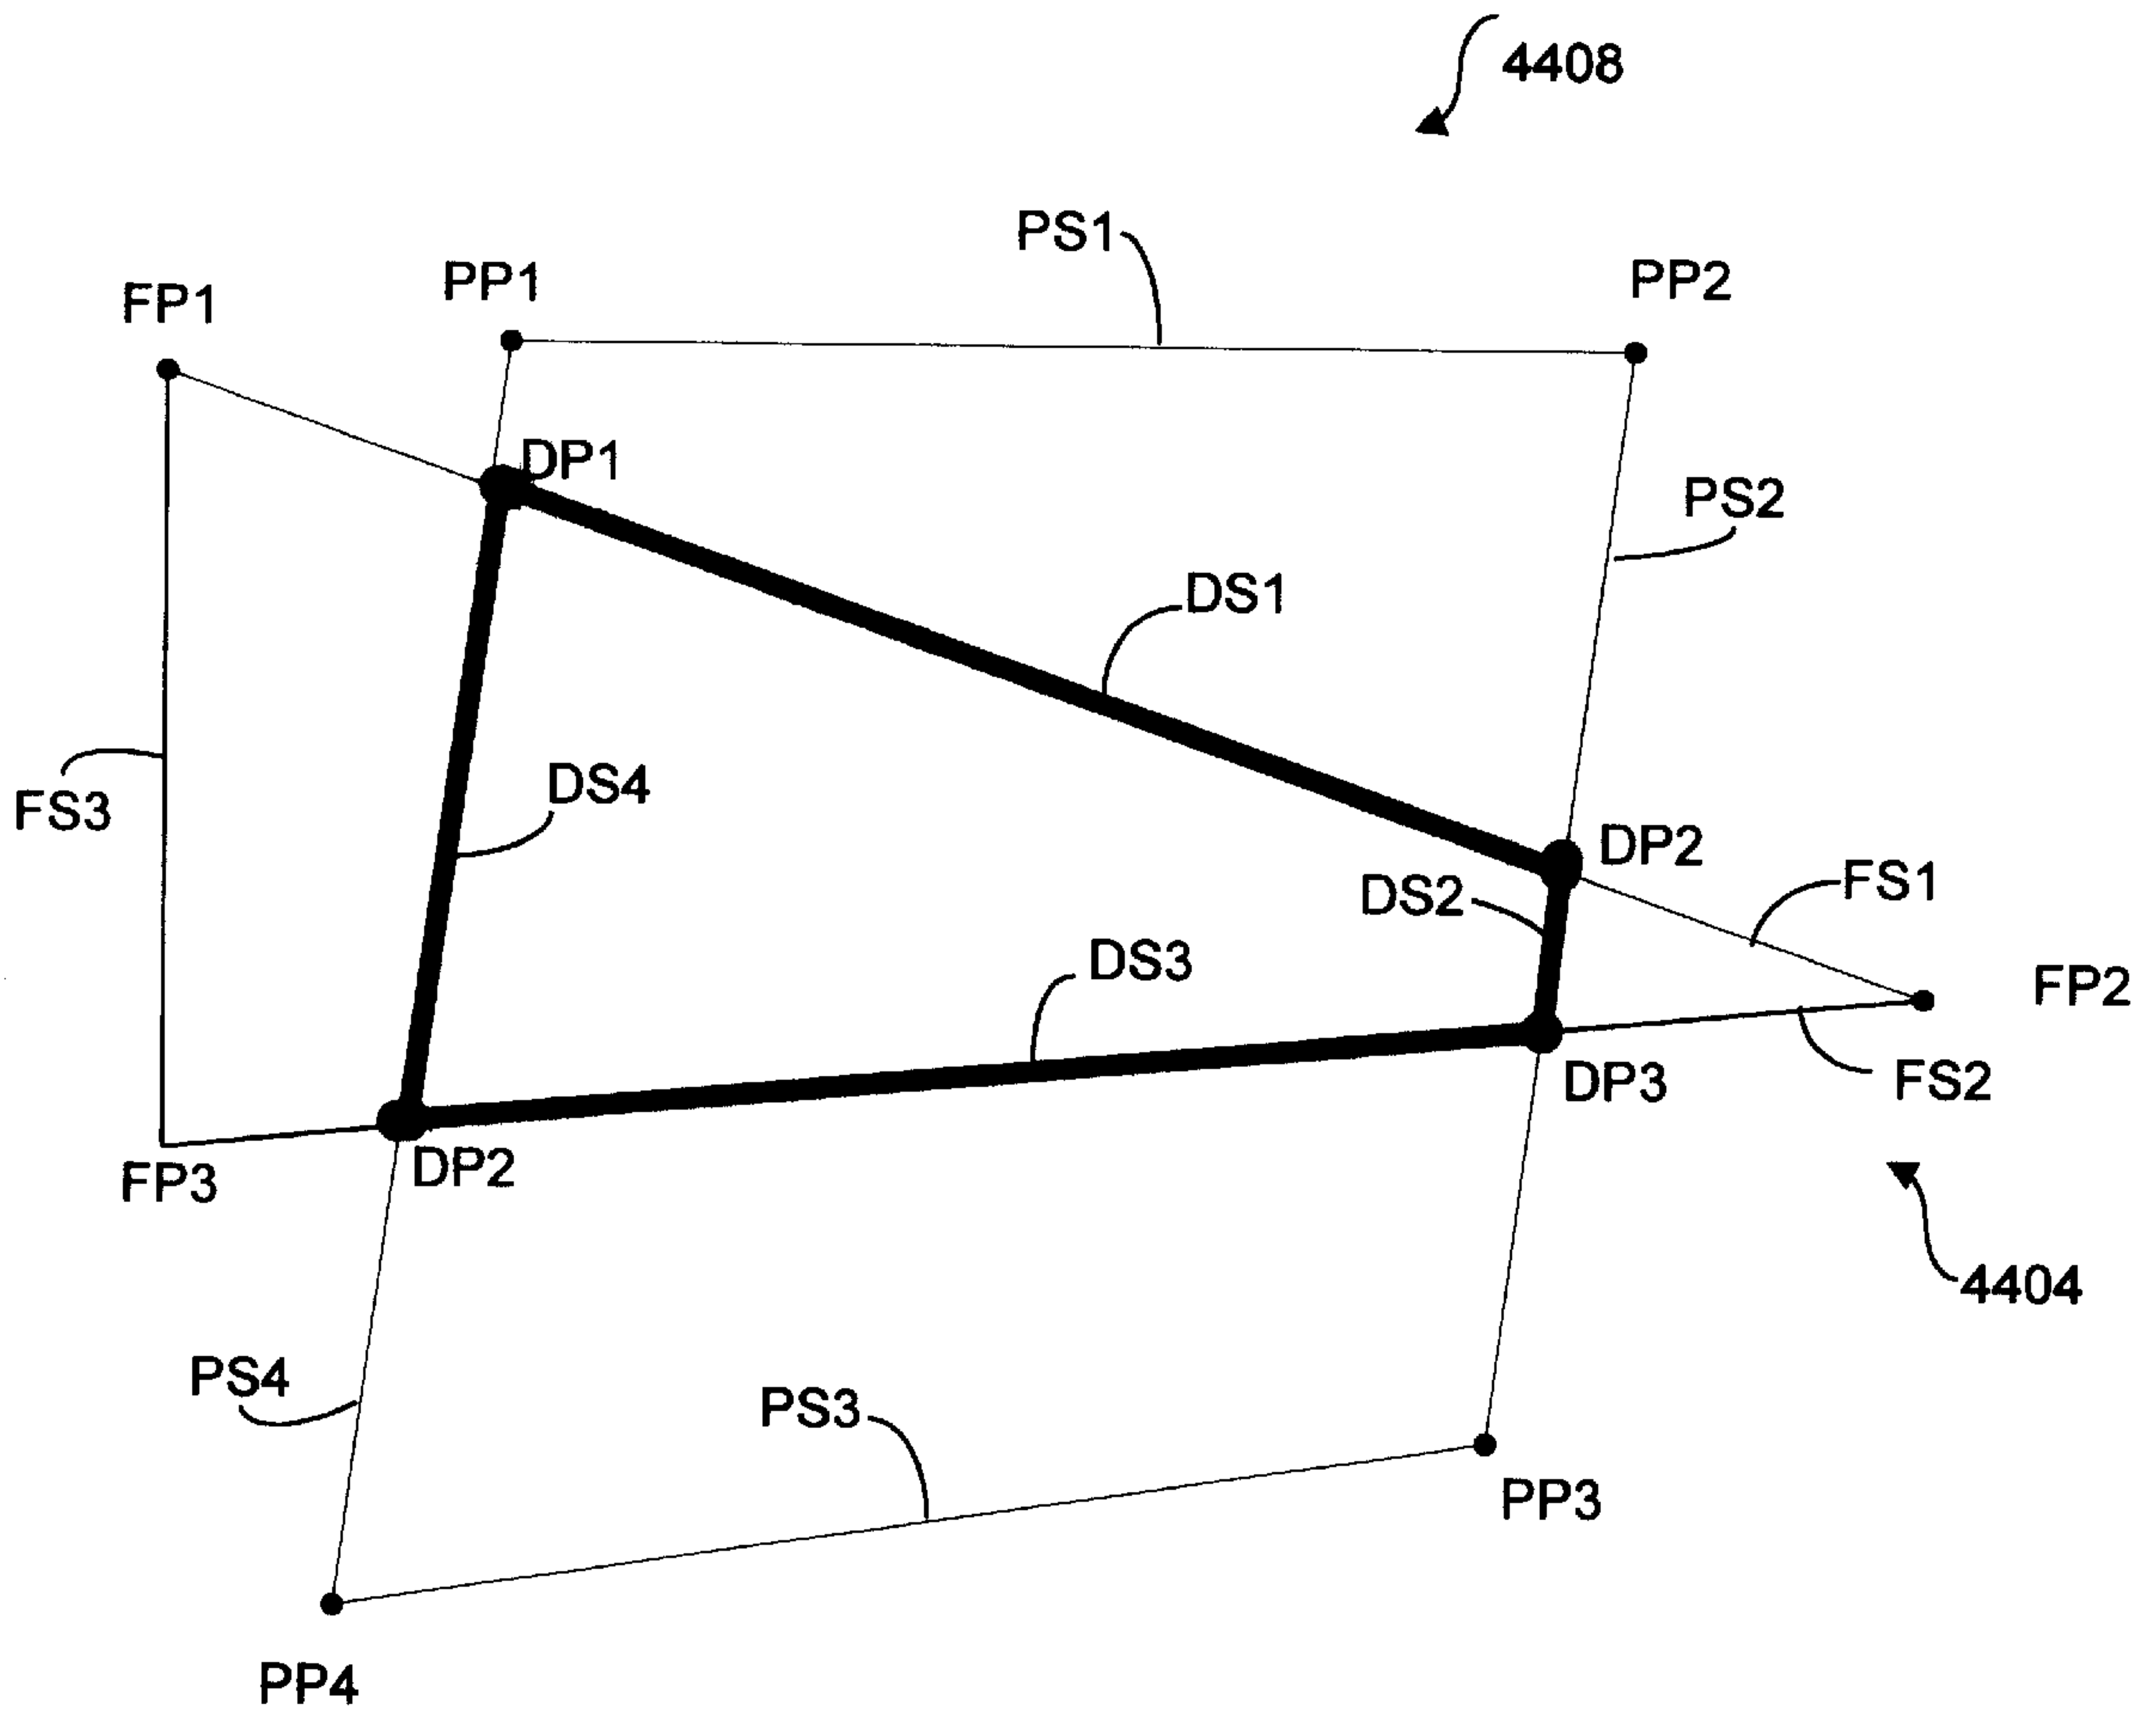 4408
PS1
PP1
PP2
FP1
DP1
PS2
DS1
DS4
FS3
DP2
DS2
FS1
DS3
FP2
DP3
FS2
DP2
FP3
4404
PS4
PS3
PP3
PP4